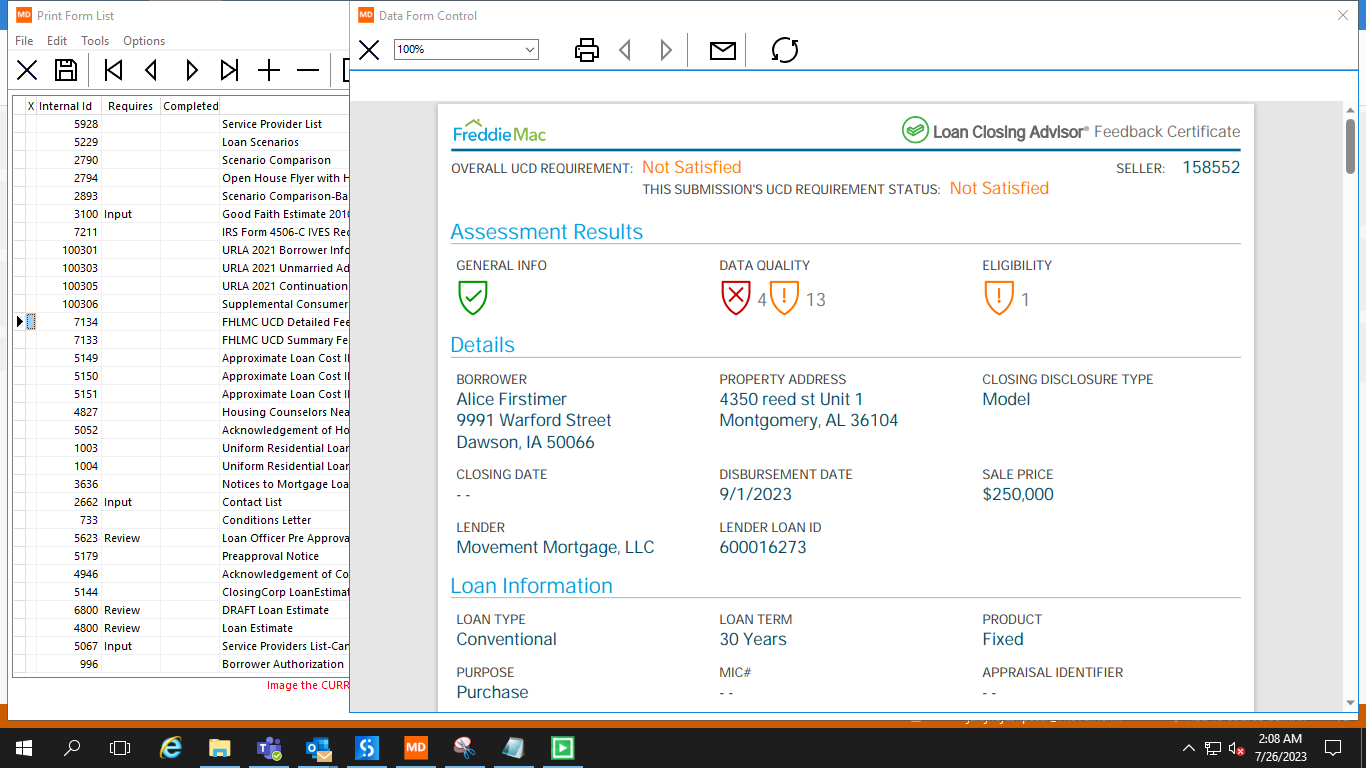 Print Form List
File Edit Tools Options
X Internal Id Requires Completed
5928 Service Provider List
5229 Loan Scenarios
2790 Scenario Comparison
2794 Open House Flyer with H
2893 Scenario Comparison-Ba
3100 Input Good Faith Estimate 2010
7211 IRS Form 4506-C IVES Rec
100301 URLA 2021 Borrower Info
100303 URLA 2021 Unmarried Ad
100305 URLA 2021 Continuation
100306 Supplemental Consumer
7134 FHLMC UCD Detailed Fee
7133 FHLMC UCD Summary Fe
5149 Approximate Loan Cost Il
5150 Approximate Loan Cost Il
5151 Approximate Loan Cost Il
4827 Housing Counselors Nea
5052 Acknowledgement of Ho
1003 Uniform Residential Loan
1004 Uniform Residential Loan
3636 Notices to Mortgage Loa
2662 Input Contact List
733 Conditions Letter
5623 Review Loan Officer Pre Approva
5179 Preapproval Notice
4946 Acknowledgement of Co
5144 ClosingCorp LoanEstimat
6800 Review DRAFT Loan Estimate
4800 Review Loan Estimate
5067 Input Service Providers List-Can
996 Borrower Authorization
Image the CURR
MD Data Form Control
100%
Freddie Mac
Loan Closing Advisor® Feedback Certificate
OVERALL UCD REQUIREMENT: Not Satisfied SELLER: 158552
THIS SUBMISSION'S UCD REQUIREMENT STATUS: Not Satisfied
Assessment Results
GENERAL INFO DATA QUALITY ELIGIBILITY
4 13 1
Details
BORROWER PROPERTY ADDRESS CLOSING DISCLOSURE TYPE
Alice Firstimer 4350 reed st Unit 1 Model
9991 Warford Street Montgomery, AL 36104
Dawson, IA 50066
CLOSING DATE DISBURSEMENT DATE SALE PRICE
- - 9/1/2023 $250,000
LENDER LENDER LOAN ID
Movement Mortgage, LLC 600016273
Loan Information
LOAN TYPE LOAN TERM PRODUCT
Conventional 30 Years Fixed
PURPOSE MIC# APPRAISAL IDENTIFIER
Purchase - - - -
MD
2:08 AM
7/26/2023